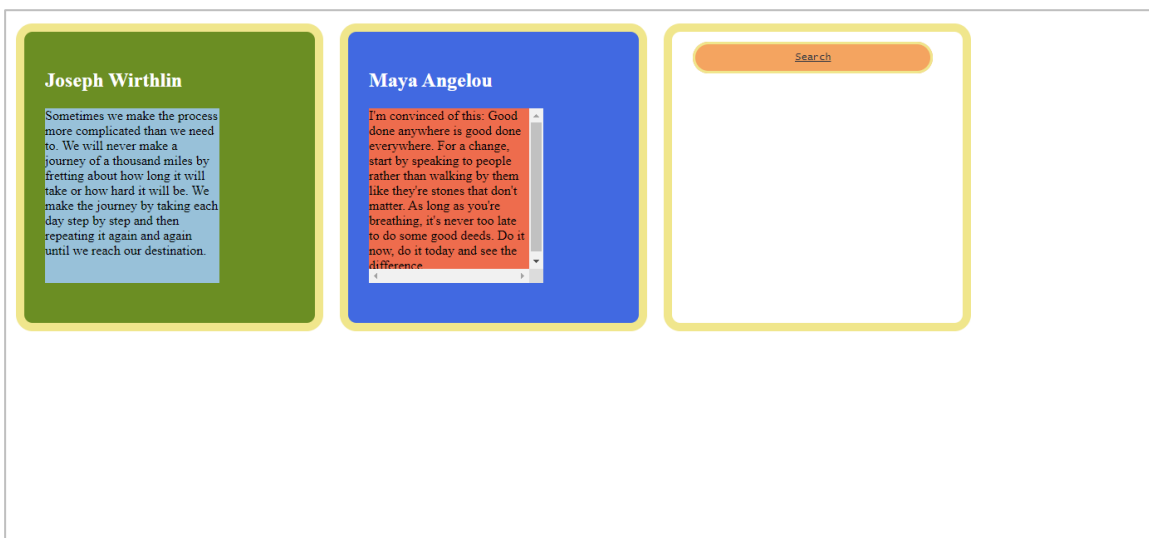 Joseph Wirthlin
Sometimes we make the process
more complicated than we need
to. We will never make a
journey of a thousand miles by
fretting about how long it will
take or how hard it will be. We
make the journey by taking each
day step by step and then
repeating it again and again
until we reach our destination.
Maya Angelou
I'm convinced of this: Good
done anywhere is good done
everywhere. For a change,
start by speaking to people
rather than walking by them
like they're stones that don't
matter. As long as you're
breathing, it's never too late
to do some good deeds. Do it
now, do it today and see the
difference
Search